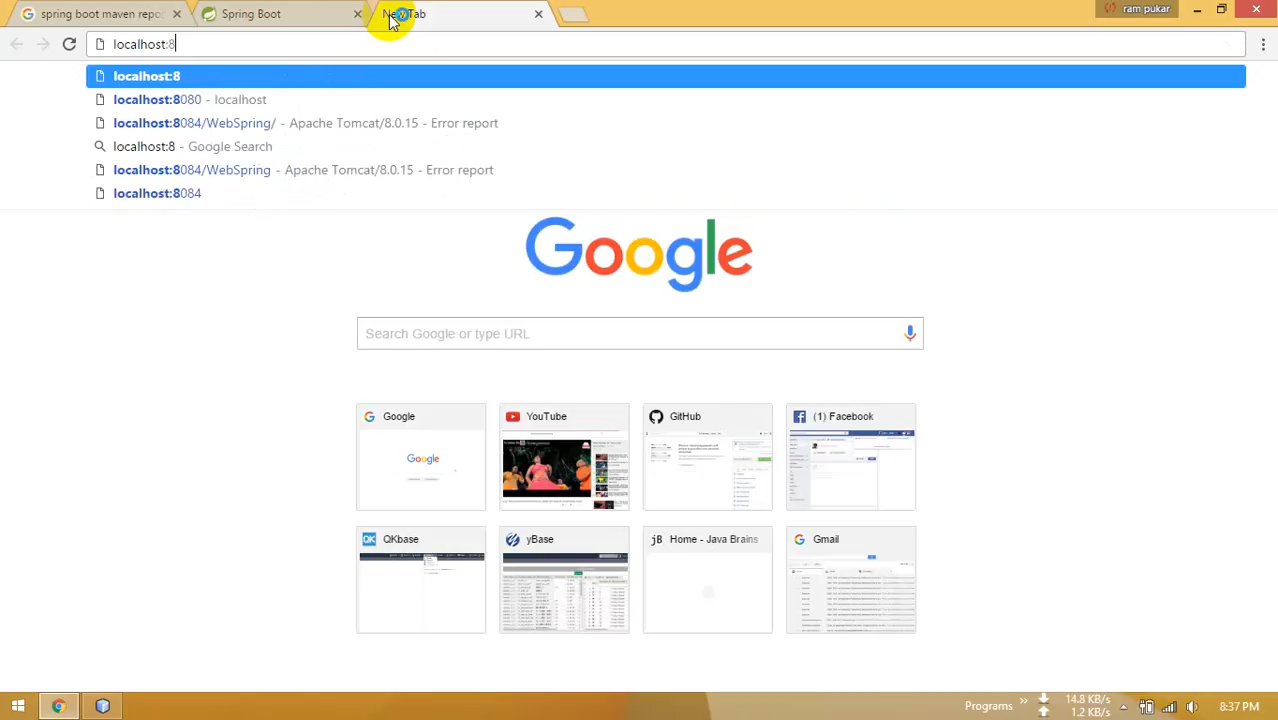 spring boot maven repo
Spring Boot
New Tab
ram pukar
localhost:8
localhost:8
localhost:8080 - localhost
localhost:8084/WebSpring/ - Apache Tomcat/8.0.15 - Error report
localhost:8 - Google Search
localhost:8084/WebSpring - Apache Tomcat/8.0.15 - Error report
localhost:8084
Google
Search Google or type URL
Google
YouTube
GitHub
(1) Facebook
Google
QKbase
yBase
jB Home - Java Brains
Gmail
Programs
14.8 KB/s
1.2 KB/s
8:37 PM